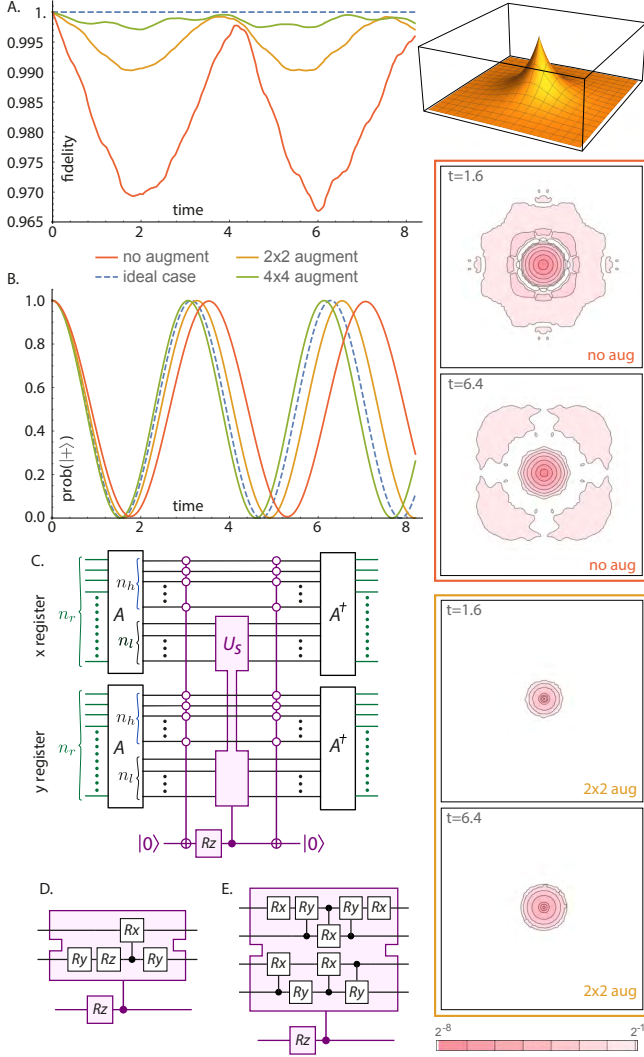 A.
1.
0.995
0.990
0.985
0.980
0.975
0.970
0.965
fidelity
time
0 2 4 6 8
no augment
2x2 augment
ideal case
4x4 augment
B.
1.0
0.8
0.6
0.4
0.2
0.0
prob(|+⟩)
time
0 2 4 6 8
t=1.6
no aug
t=6.4
no aug
t=1.6
2x2 aug
t=6.4
2x2 aug
2⁻⁸ 2⁻¹
C.
x register
n_r
A
n_h
n_l
U_S
A†
y register
n_r
A
n_h
n_l
A†
|0⟩ Rz |0⟩
D.
Rx
Ry Rz Ry
Rz
E.
Rx Ry Ry Rx
Rx
Rx Rx
Ry Ry
Rz